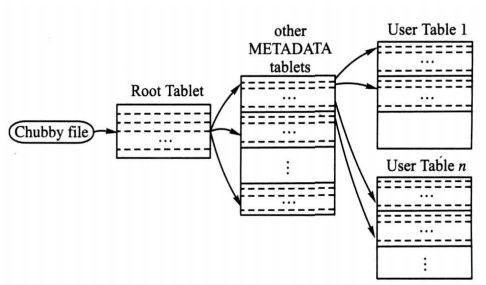 other
METADATA
tablets
User Table 1
Root Tablet
Chubby file
...
...
...
...
...
⋮
...
User Table n
...
...
⋮